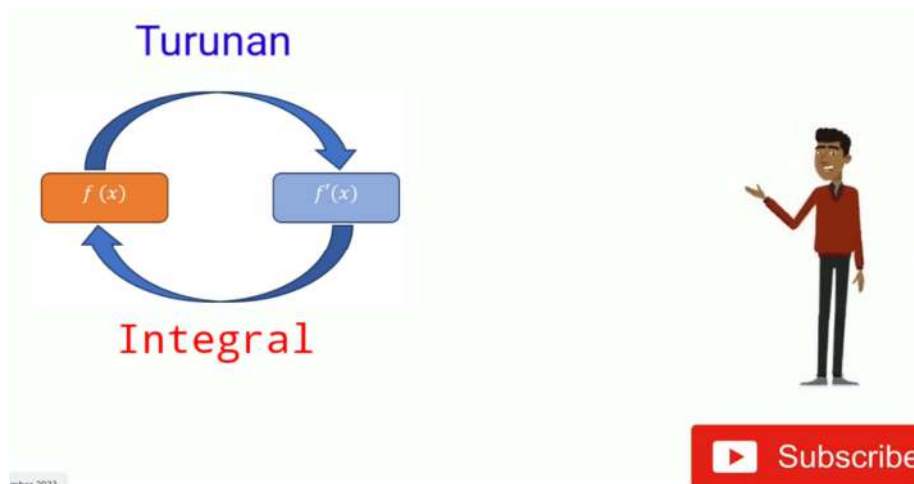 Turunan
f (x)
f′(x)
Integral
Subscribe